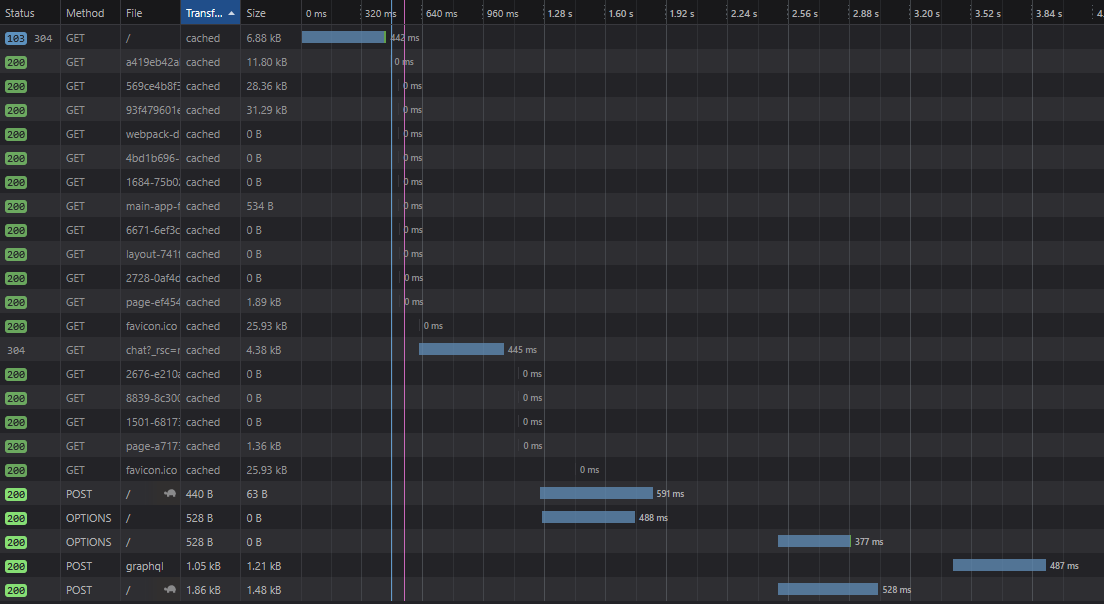 Status Method File Transf... Size 0 ms 320 ms 640 ms 960 ms 1.28 s 1.60 s 1.92 s 2.24 s 2.56 s 2.88 s 3.20 s 3.52 s 3.84 s 4.
103 304 GET / cached 6.88 kB 442 ms
200 GET a419eb42a cached 11.80 kB 0 ms
200 GET 569ce4b8f3 cached 28.36 kB 0 ms
200 GET 93f479601e cached 31.29 kB 0 ms
200 GET webpack-d cached 0 B 0 ms
200 GET 4bd1b696- cached 0 B 0 ms
200 GET 1684-75b0 cached 0 B 0 ms
200 GET main-app-f cached 534 B 0 ms
200 GET 6671-6ef3c cached 0 B 0 ms
200 GET layout-741f cached 0 B 0 ms
200 GET 2728-0af4d cached 0 B 0 ms
200 GET page-ef454 cached 1.89 kB 0 ms
200 GET favicon.ico cached 25.93 kB 0 ms
304 GET chat?_rsc=r cached 4.38 kB 445 ms
200 GET 2676-e210a cached 0 B 0 ms
200 GET 8839-8c300 cached 0 B 0 ms
200 GET 1501-68173 cached 0 B 0 ms
200 GET page-a7173 cached 1.36 kB 0 ms
200 GET favicon.ico cached 25.93 kB 0 ms
200 POST / 440 B 63 B 591 ms
200 OPTIONS / 528 B 0 B 488 ms
200 OPTIONS / 528 B 0 B 377 ms
200 POST graphql 1.05 kB 1.21 kB 487 ms
200 POST / 1.86 kB 1.48 kB 528 ms